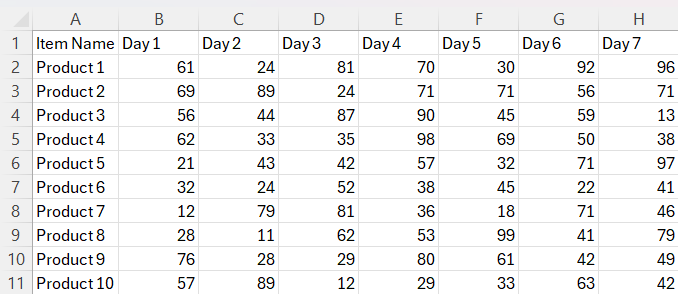 A B C D E F G H
1 Item Name Day 1 Day 2 Day 3 Day 4 Day 5 Day 6 Day 7
2 Product 1 61 24 81 70 30 92 96
3 Product 2 69 89 24 71 71 56 71
4 Product 3 56 44 87 90 45 59 13
5 Product 4 62 33 35 98 69 50 38
6 Product 5 21 43 42 57 32 71 97
7 Product 6 32 24 52 38 45 22 41
8 Product 7 12 79 81 36 18 71 46
9 Product 8 28 11 62 53 99 41 79
10 Product 9 76 28 29 80 61 42 49
11 Product 10 57 89 12 29 33 63 42